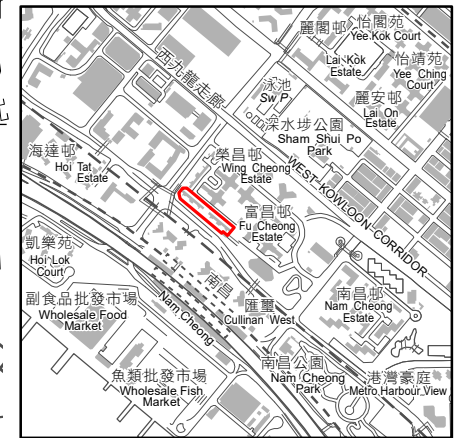 麗閣邨
Lai Kok
Estate
怡閣苑
Yee Kok Court
怡靖苑
Yee Ching
Court
西九龍走廊
泳池
Sw P
麗安邨
Lai On
Estate
深水埗公園
Sham Shui Po
Park
海達邨
Hoi Tat
Estate
榮昌邨
Wing Cheong
Estate
WEST KOWLOON CORRIDOR
富昌邨
Fu Cheong
Estate
凱樂苑
Hoi Lok
Court
南昌
Nam Cheong
匯璽
Cullinan West
南昌邨
Nam Cheong
Estate
副食品批發市場
Wholesale Food
Market
魚類批發市場
Wholesale Fish
Market
南昌公園
Nam Cheong
Park
港灣豪庭
Metro Harbour View